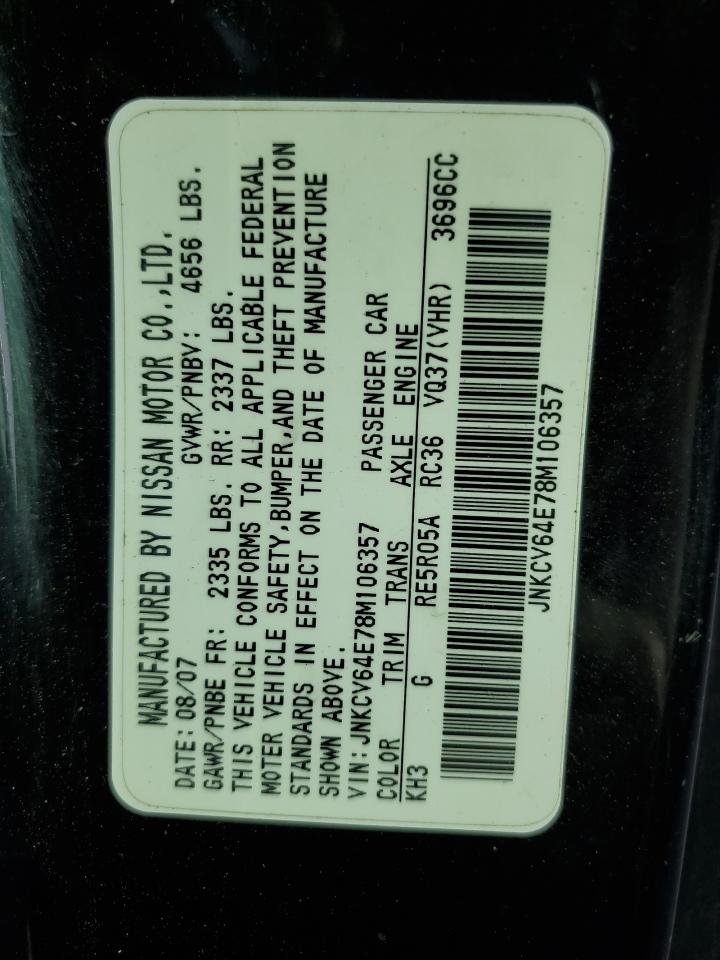 MANUFACTURED BY NISSAN MOTOR CO.,LTD.
DATE: 08/07 GVWR/PNBV: 4656 LBS.
GAWR/PNBE FR: 2335 LBS. RR: 2337 LBS.
THIS VEHICLE CONFORMS TO ALL APPLICABLE FEDERAL
MOTER VEHICLE SAFETY,BUMPER,AND THEFT PREVENTION
STANDARDS IN EFFECT ON THE DATE OF MANUFACTURE
SHOWN ABOVE.
VIN:JNKCV64E78M106357 PASSENGER CAR
COLOR TRIM TRANS AXLE ENGINE
KH3 G RE5R05A RC36 VQ37(VHR) 3696CC
JNKCV64E78M106357